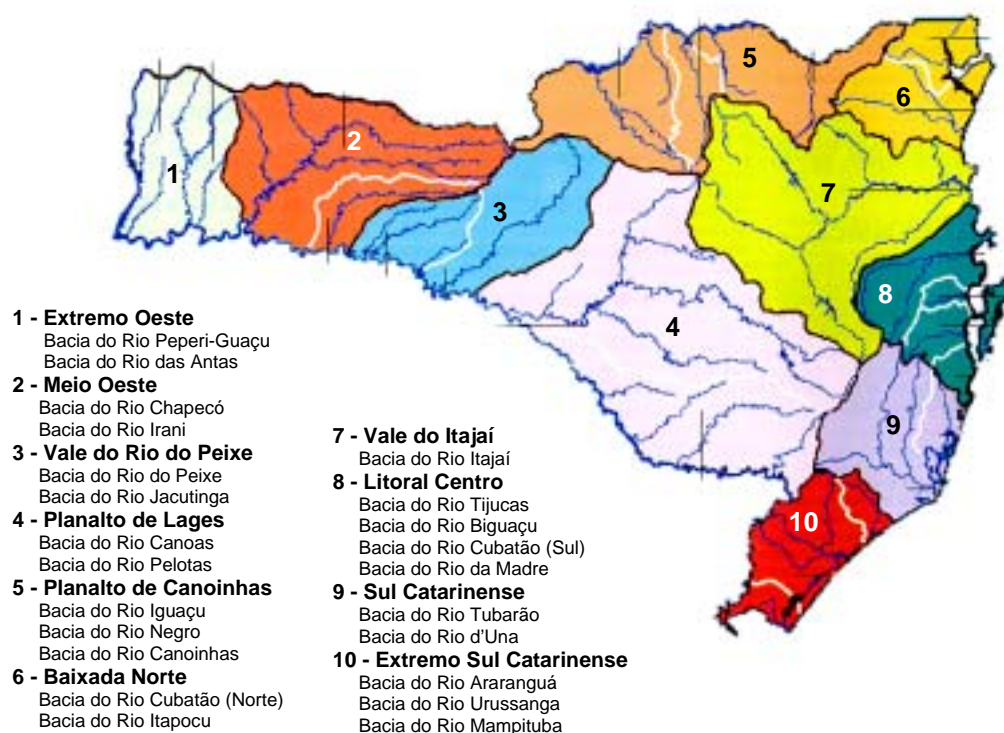 5
6
2
1
7
3
8
4
9
10
1 - Extremo Oeste
Bacia do Rio Peperi-Guaçu
Bacia do Rio das Antas
2 - Meio Oeste
Bacia do Rio Chapecó
Bacia do Rio Irani
3 - Vale do Rio do Peixe
Bacia do Rio do Peixe
Bacia do Rio Jacutinga
4 - Planalto de Lages
Bacia do Rio Canoas
Bacia do Rio Pelotas
5 - Planalto de Canoinhas
Bacia do Rio Iguaçu
Bacia do Rio Negro
Bacia do Rio Canoinhas
6 - Baixada Norte
Bacia do Rio Cubatão (Norte)
Bacia do Rio Itapocu
7 - Vale do Itajaí
Bacia do Rio Itajaí
8 - Litoral Centro
Bacia do Rio Tijucas
Bacia do Rio Biguaçu
Bacia do Rio Cubatão (Sul)
Bacia do Rio da Madre
9 - Sul Catarinense
Bacia do Rio Tubarão
Bacia do Rio d'Una
10 - Extremo Sul Catarinense
Bacia do Rio Araranguá
Bacia do Rio Urussanga
Bacia do Rio Mampituba